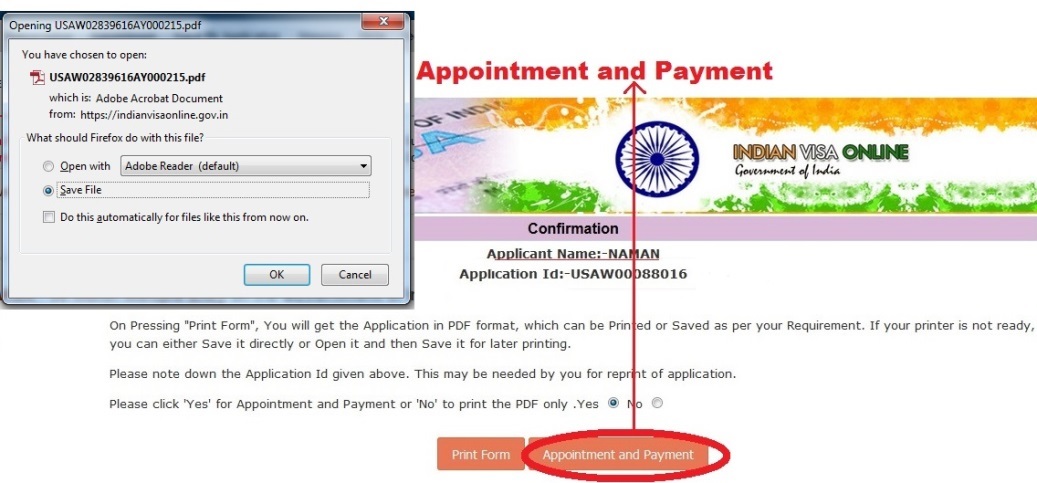 Opening USAW02839616AY000215.pdf
You have chosen to open:
USAW02839616AY000215.pdf
which is: Adobe Acrobat Document
from: https://indianvisaonline.gov.in
What should Firefox do with this file?
Open with Adobe Reader (default)
Save File
Do this automatically for files like this from now on.
OK Cancel
Appointment and Payment
OF INDI
INDIAN VISA ONLINE
Government of India
Confirmation
Applicant Name:-NAMAN
Application Id:-USAW00088016
On Pressing "Print Form", You will get the Application in PDF format, which can be Printed or Saved as per your Requirement. If your printer is not ready,
you can either Save it directly or Open it and then Save it for later printing.
Please note down the Application Id given above. This may be needed by you for reprint of application.
Please click 'Yes' for Appointment and Payment or 'No' to print the PDF only .Yes No
Print Form Appointment and Payment